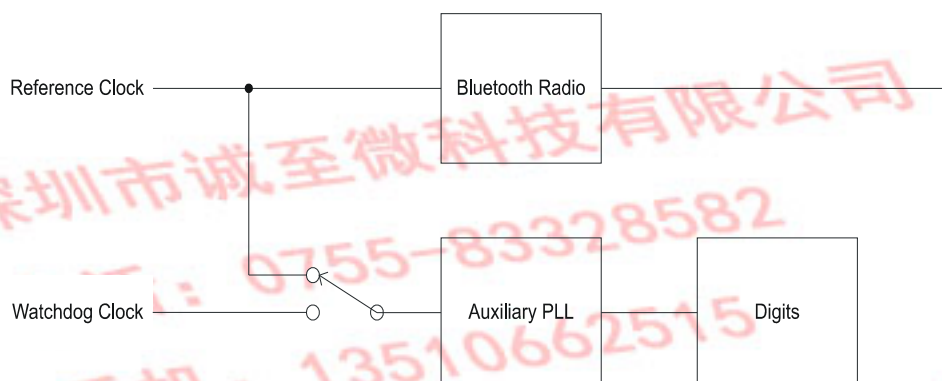 Reference Clock
Bluetooth Radio
深圳市诚至微科技有限公司
0755-83328582
Watchdog Clock
Auxiliary PLL
Digits
13510662515